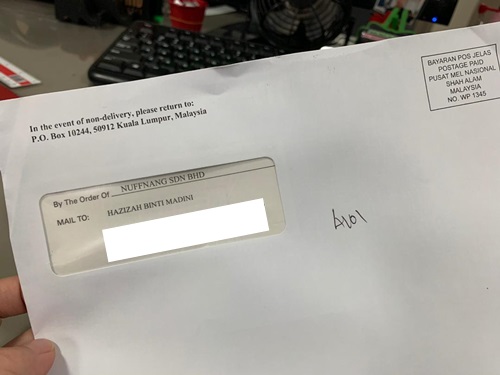 In the event of non-delivery, please return to:
P.O. Box 10244, 50912 Kuala Lumpur, Malaysia
BAYARAN POS JELAS
POSTAGE PAID
PUSAT MEL NASIONAL
SHAH ALAM
MALAYSIA
NO. WP 1345
By The Order Of NUFFNANG SDN BHD
MAIL TO: HAZIZAH BINTI MADINI